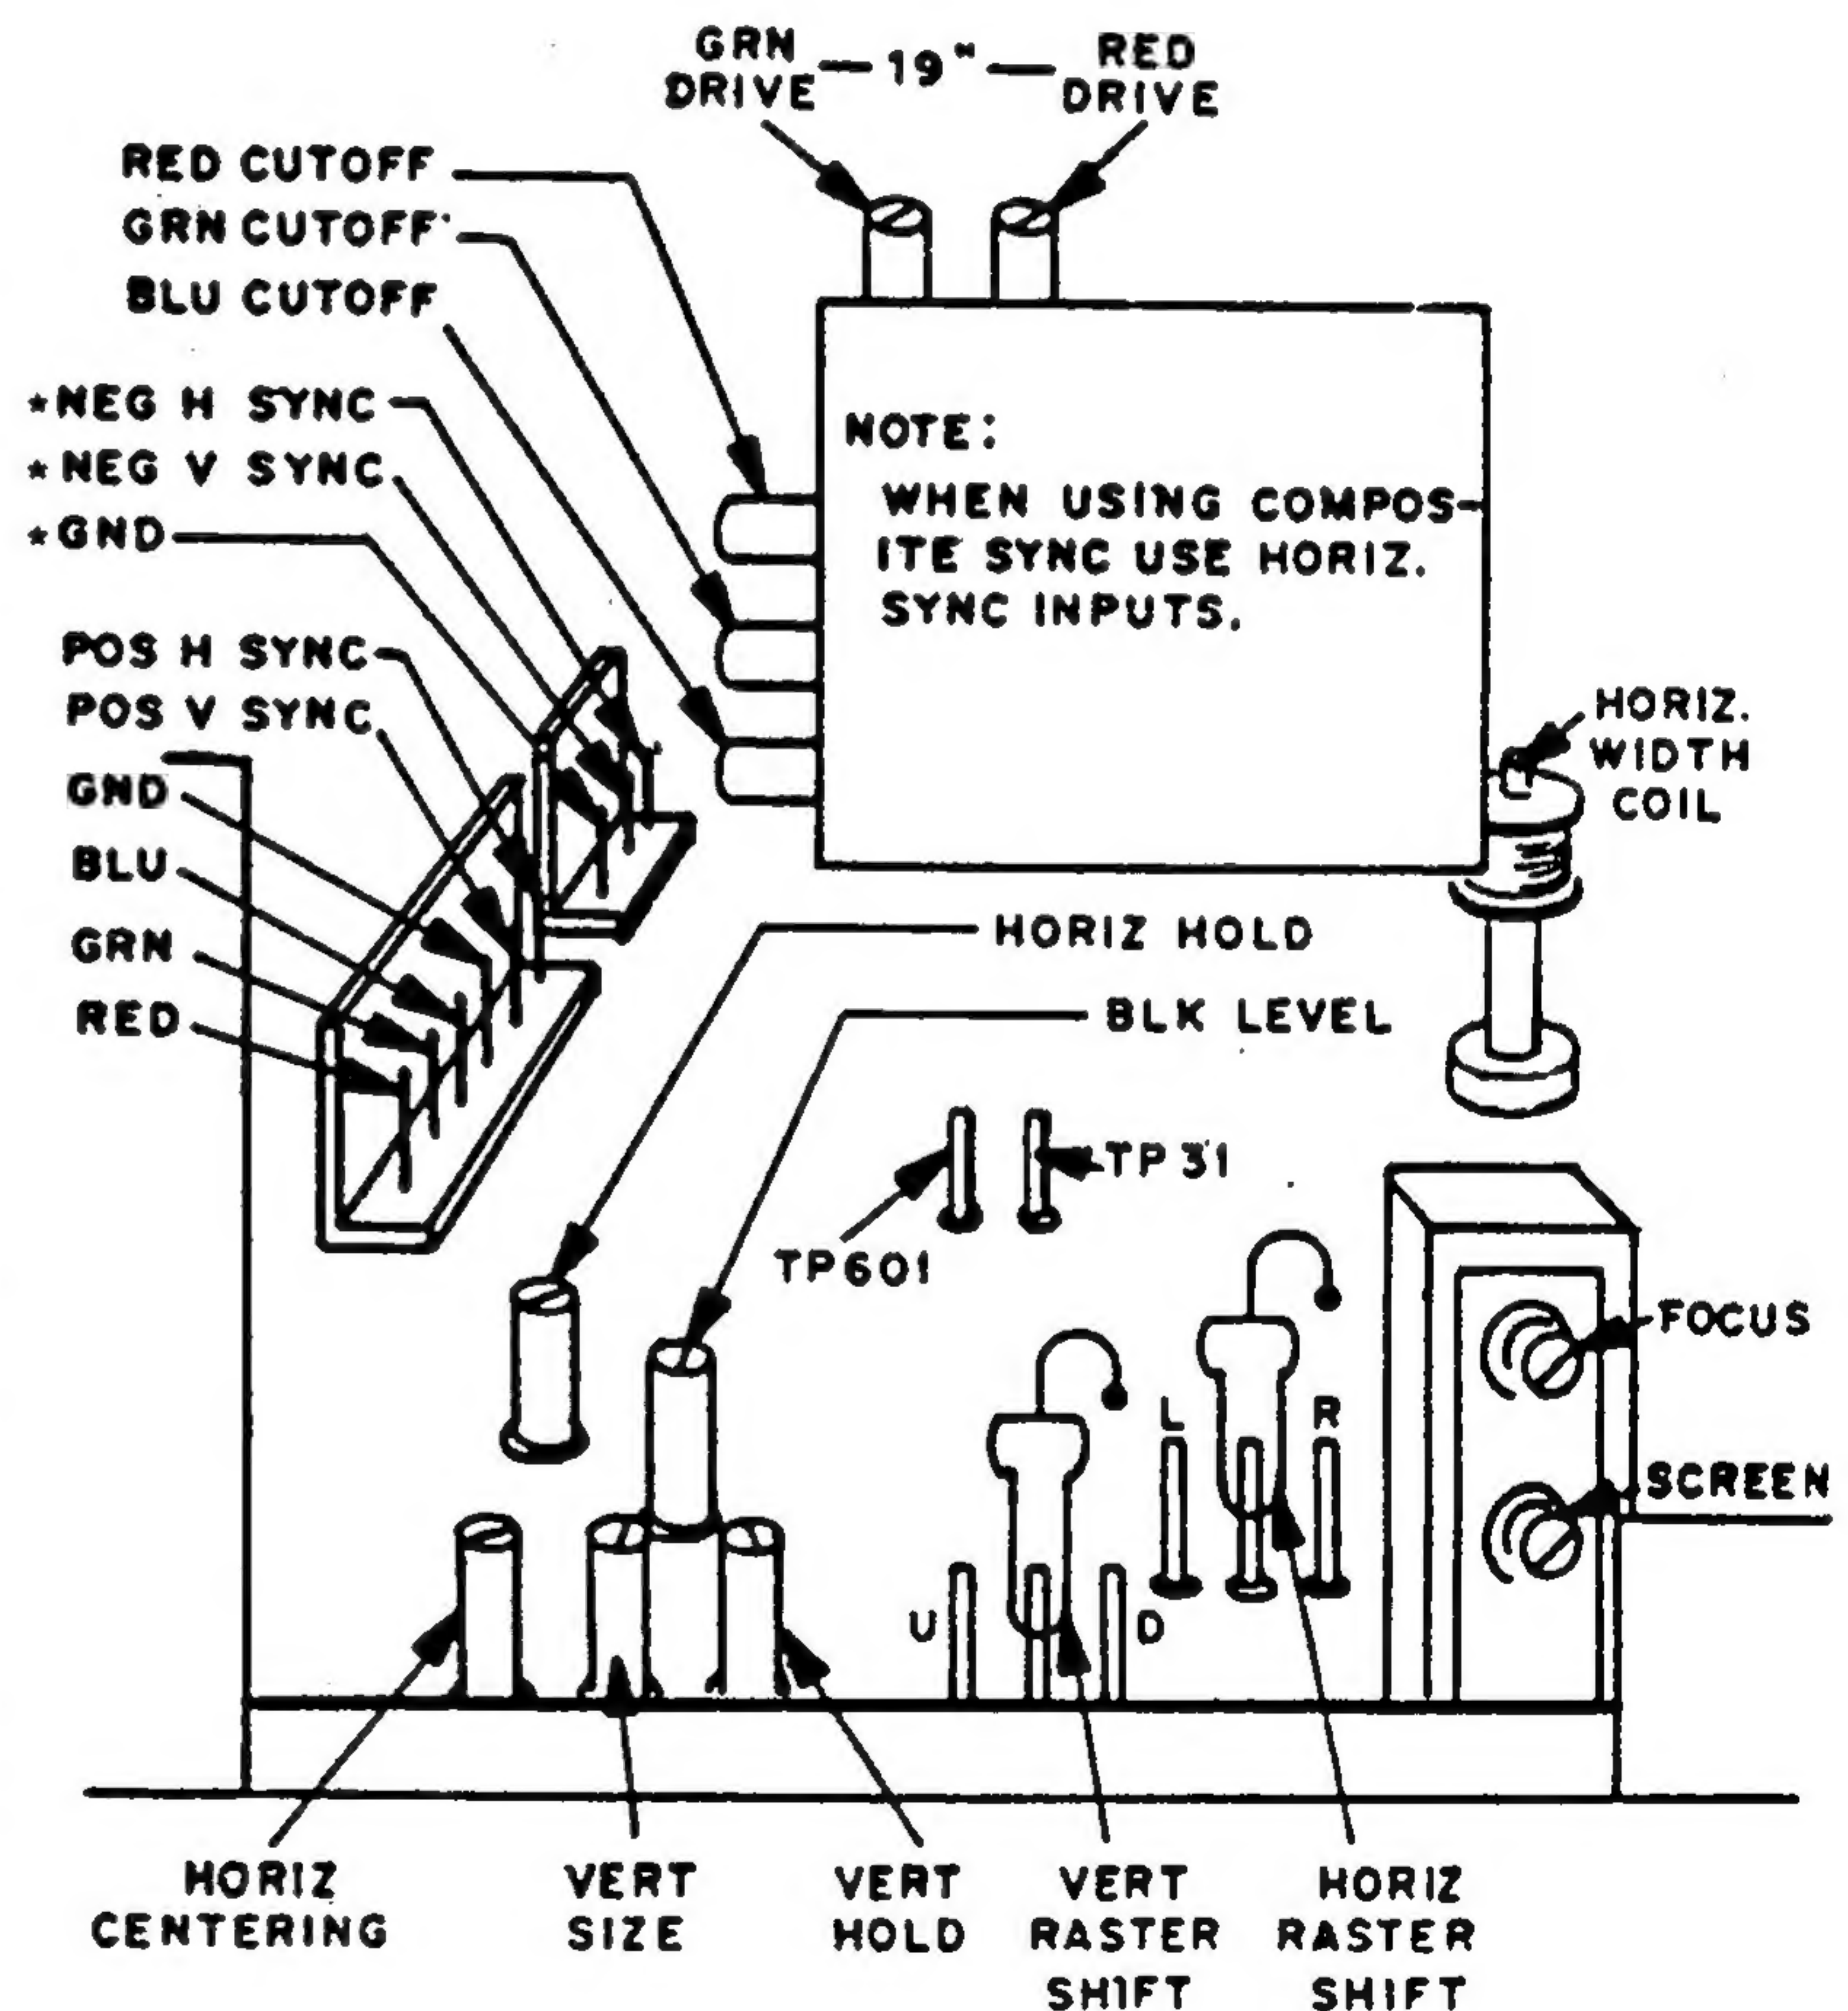 GRN DRIVE — 19" — RED DRIVE
RED CUTOFF
GRN CUTOFF
BLU CUTOFF
*NEG H SYNC
*NEG V SYNC
*GND
POS H SYNC
POS V SYNC
GND
BLU
GRN
RED
NOTE:
WHEN USING COMPOS-
ITE SYNC USE HORIZ.
SYNC INPUTS.
HORIZ.
WIDTH
COIL
HORIZ HOLD
BLK LEVEL
TP31
TP601
L
R
U
D
FOCUS
SCREEN
HORIZ
CENTERING
VERT
SIZE
VERT
HOLD
VERT
RASTER
SHIFT
HORIZ
RASTER
SHIFT